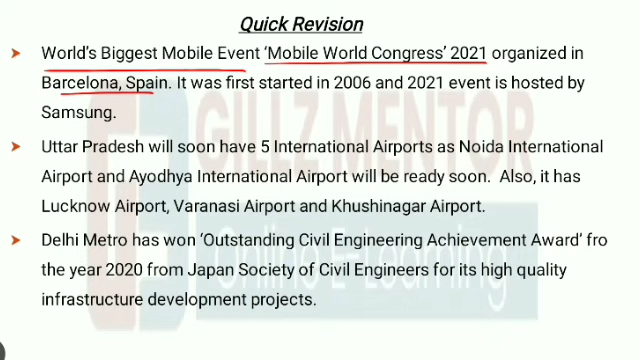 Quick Revision
➤ World's Biggest Mobile Event 'Mobile World Congress' 2021 organized in
Barcelona, Spain. It was first started in 2006 and 2021 event is hosted by
Samsung.
➤ Uttar Pradesh will soon have 5 International Airports as Noida International
Airport and Ayodhya International Airport will be ready soon. Also, it has
Lucknow Airport, Varanasi Airport and Khushinagar Airport.
➤ Delhi Metro has won 'Outstanding Civil Engineering Achievement Award' fro
the year 2020 from Japan Society of Civil Engineers for its high quality
infrastructure development projects.
GILLZ MENTOR
Online E-Learning